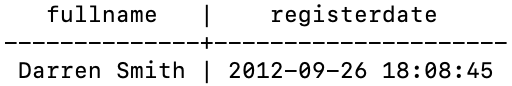 fullname | registerdate
--------------+----------------------
Darren Smith | 2012-09-26 18:08:45